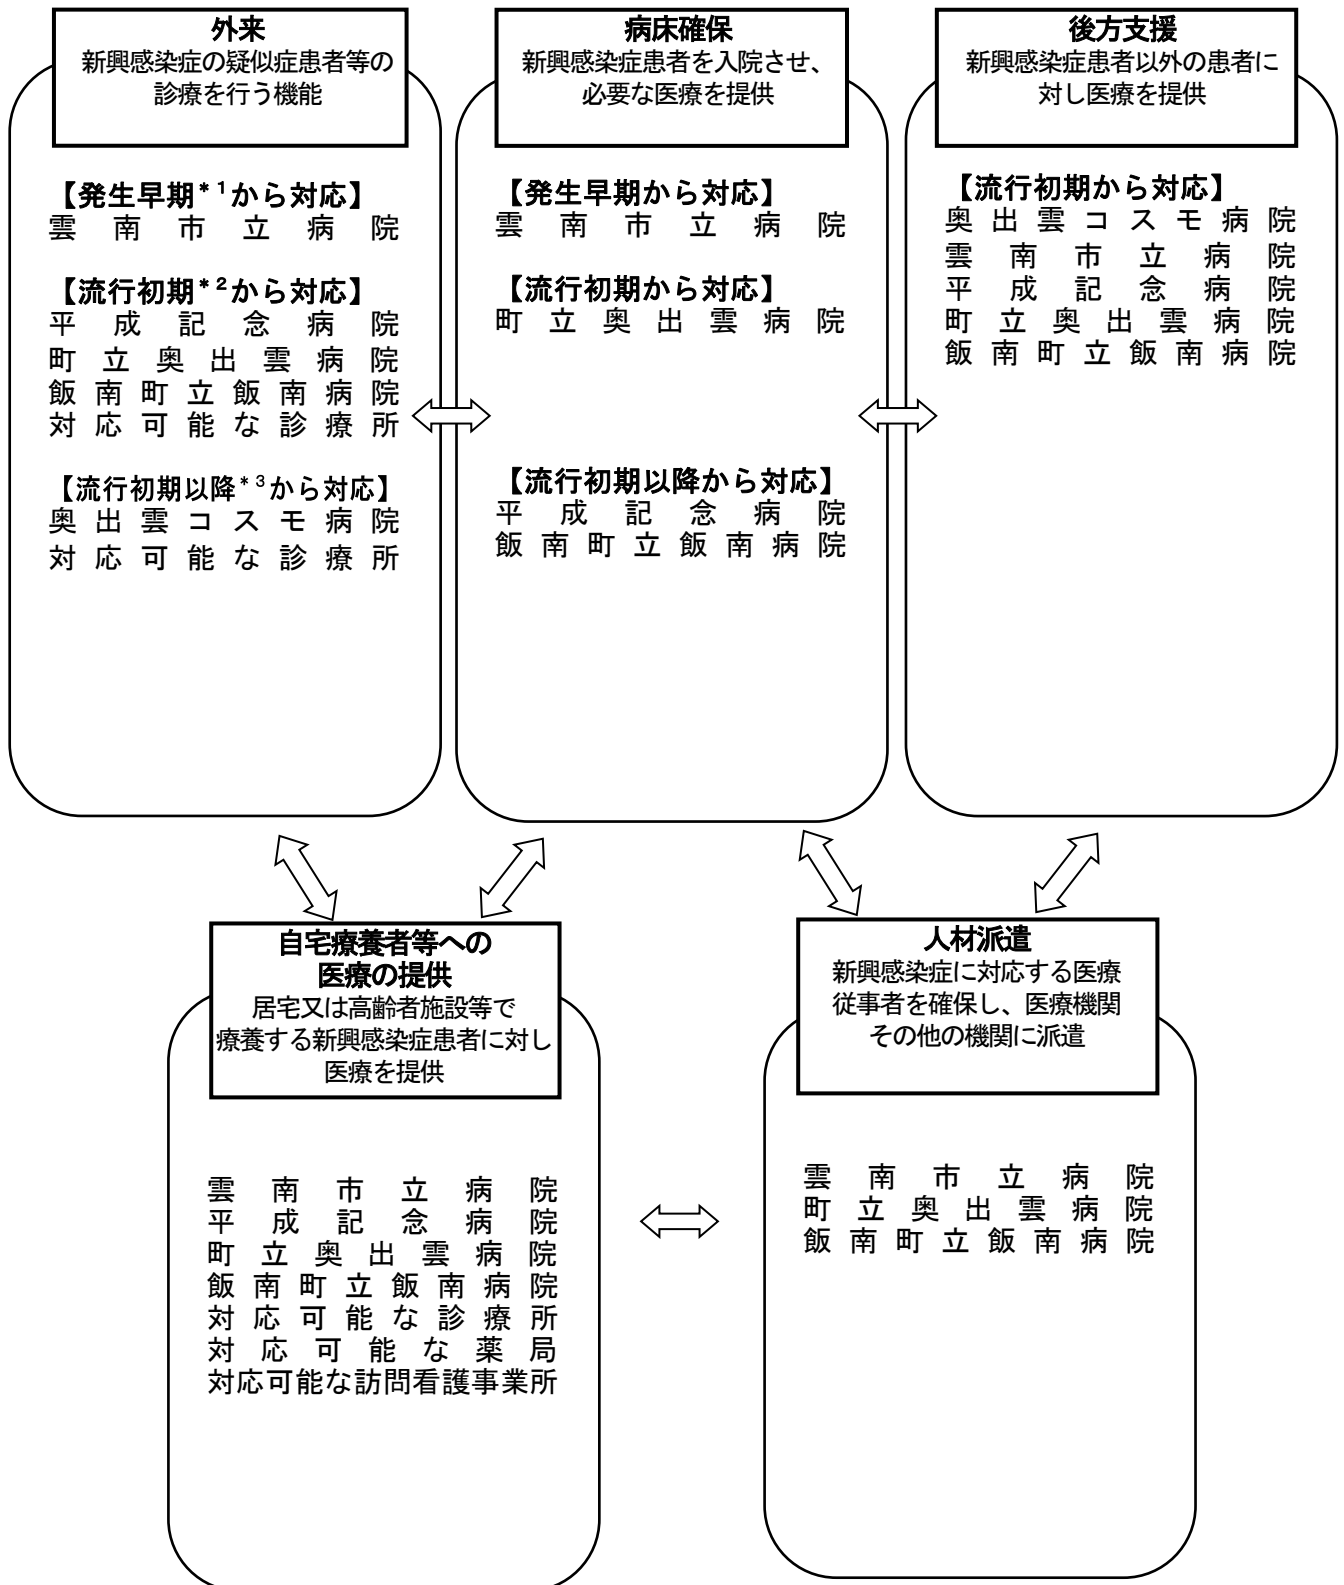 外来
新興感染症の疑似症患者等の
診療を行う機能
【発生早期*1から対応】
雲南市立病院
【流行初期*2から対応】
平成記念病院
町立奥出雲病院
飯南町立飯南病院
対応可能な診療所
【流行初期以降*3から対応】
奥出雲コスモ病院
対応可能な診療所
病床確保
新興感染症患者を入院させ、
必要な医療を提供
【発生早期から対応】
雲南市立病院
【流行初期から対応】
町立奥出雲病院
【流行初期以降から対応】
平成記念病院
飯南町立飯南病院
後方支援
新興感染症患者以外の患者に
対し医療を提供
【流行初期から対応】
奥出雲コスモ病院
雲南市立病院
平成記念病院
町立奥出雲病院
飯南町立飯南病院
自宅療養者等への
医療の提供
居宅又は高齢者施設等で
療養する新興感染症患者に対し
医療を提供
雲南市立病院
平成記念病院
町立奥出雲病院
飯南町立飯南病院
対応可能な診療所
対応可能な薬局
対応可能な訪問看護事業所
人材派遣
新興感染症に対応する医療
従事者を確保し、医療機関
その他の機関に派遣
雲南市立病院
町立奥出雲病院
飯南町立飯南病院